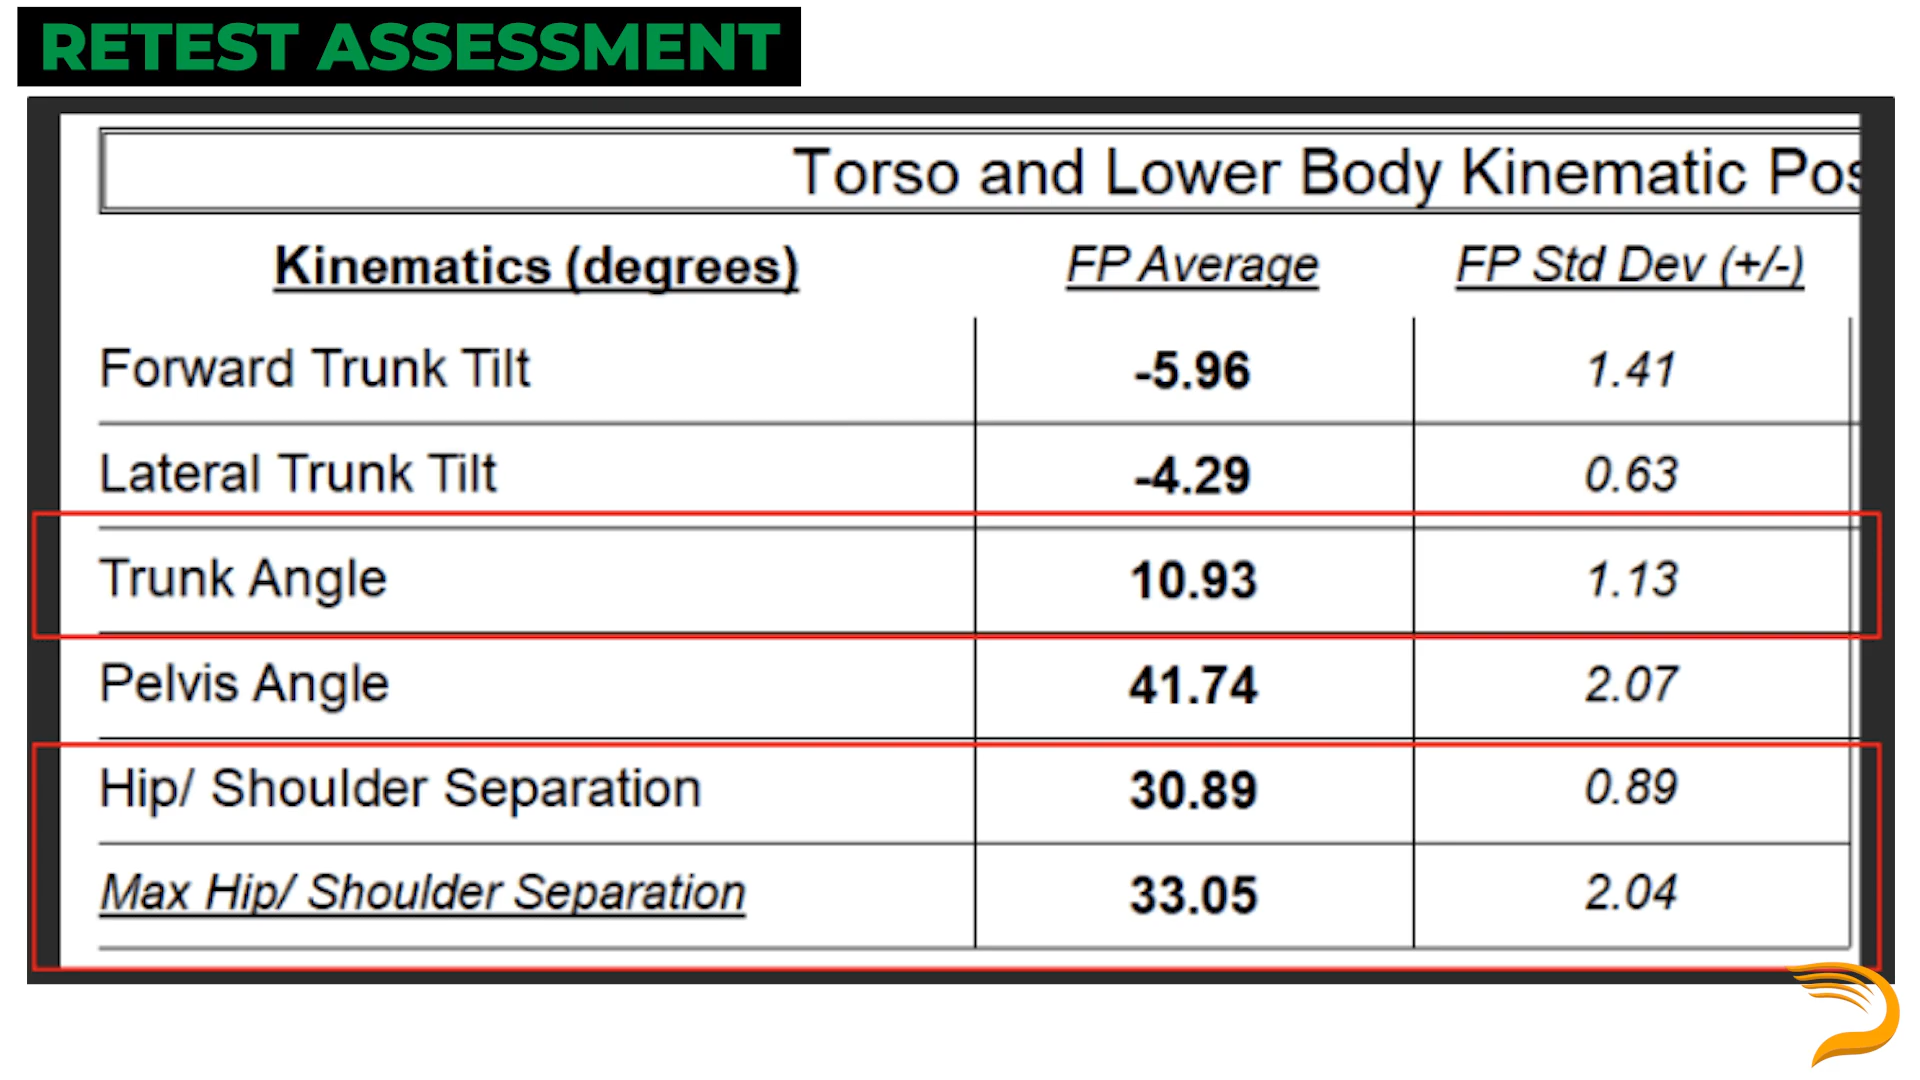 RETEST ASSESSMENT
Torso and Lower Body Kinematic Pos
Kinematics (degrees) FP Average FP Std Dev (+/-)
Forward Trunk Tilt -5.96 1.41
Lateral Trunk Tilt -4.29 0.63
Trunk Angle 10.93 1.13
Pelvis Angle 41.74 2.07
Hip/ Shoulder Separation 30.89 0.89
Max Hip/ Shoulder Separation 33.05 2.04